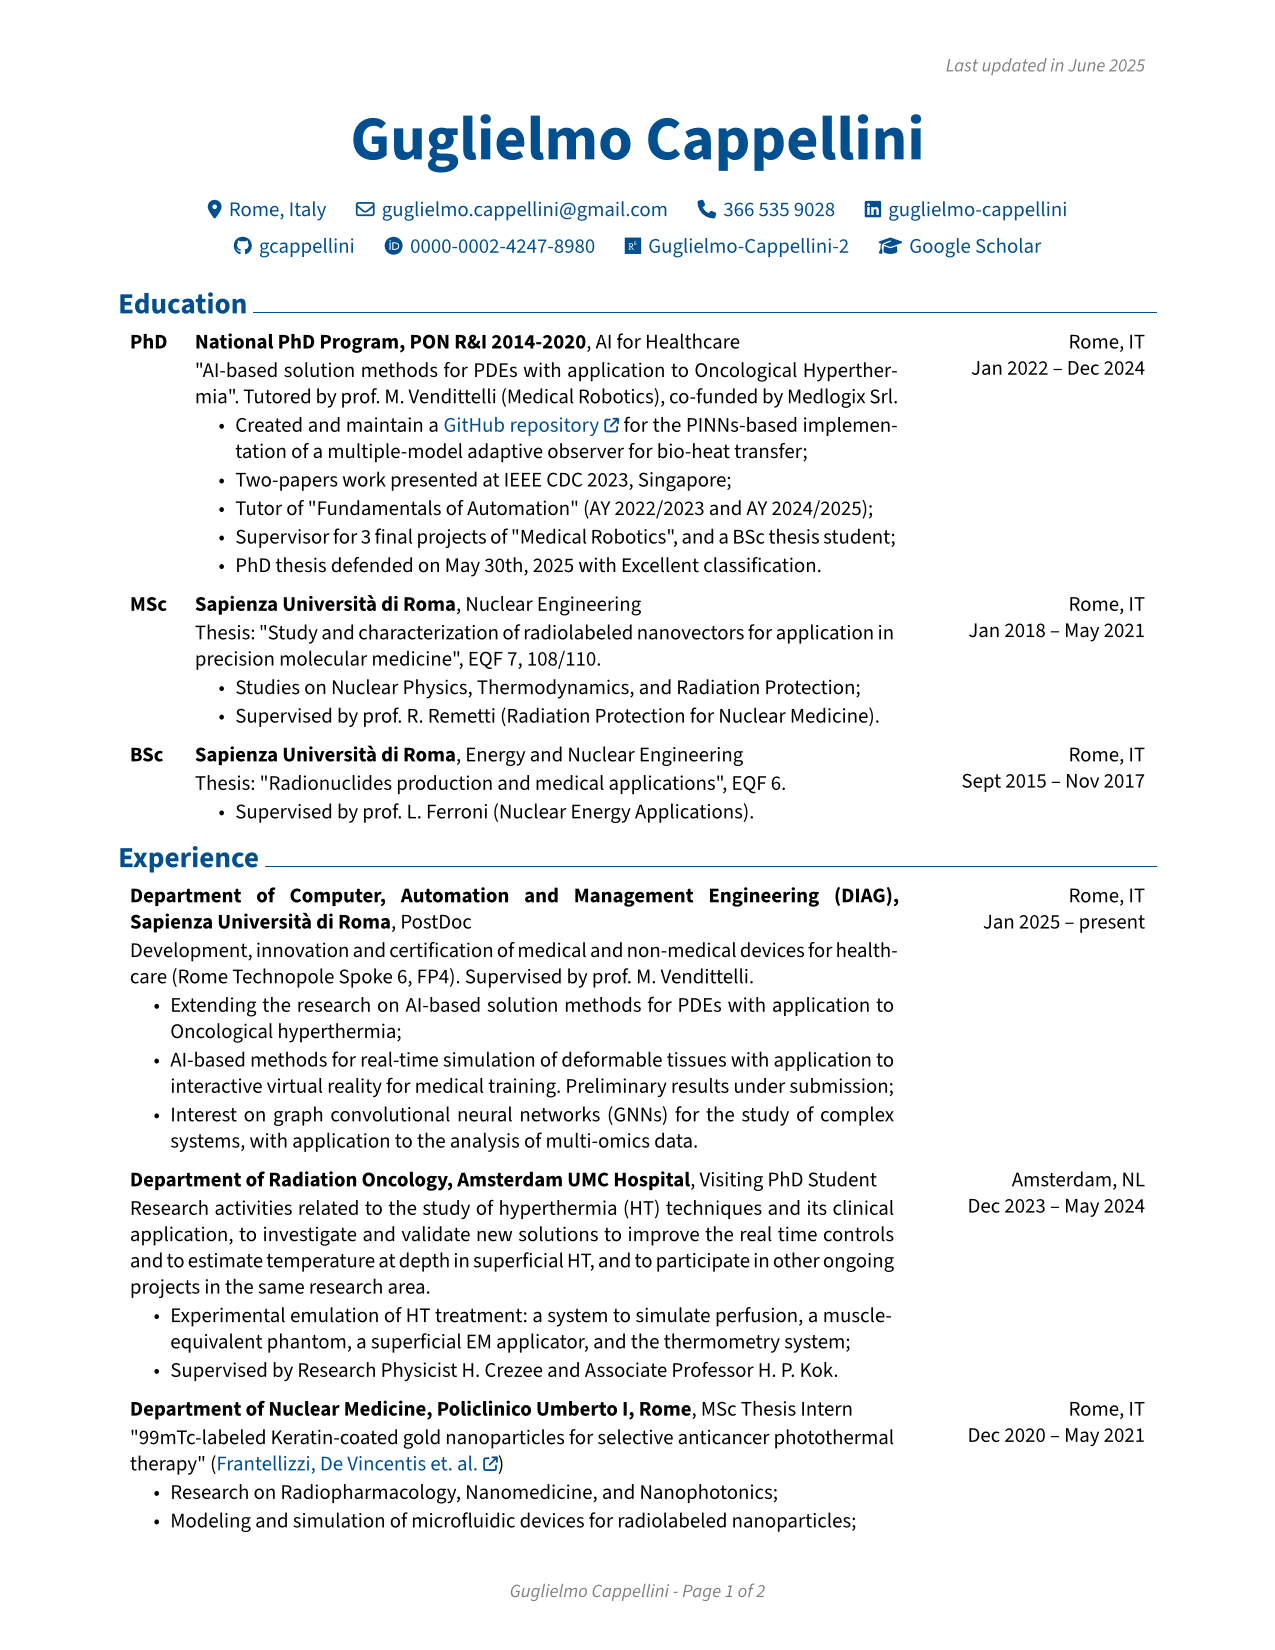 Last updated in June 2025
Guglielmo Cappellini
Rome, Italy guglielmo.cappellini@gmail.com 366 535 9028 guglielmo-cappellini
gcappellini 0000-0002-4247-8980 Guglielmo-Cappellini-2 Google Scholar
Education
PhD National PhD Program, PON R&I 2014-2020, AI for Healthcare Rome, IT
"AI-based solution methods for PDEs with application to Oncological Hyperther- Jan 2022 – Dec 2024
mia". Tutored by prof. M. Vendittelli (Medical Robotics), co-funded by Medlogix Srl.
• Created and maintain a GitHub repository for the PINNs-based implemen-
tation of a multiple-model adaptive observer for bio-heat transfer;
• Two-papers work presented at IEEE CDC 2023, Singapore;
• Tutor of "Fundamentals of Automation" (AY 2022/2023 and AY 2024/2025);
• Supervisor for 3 final projects of "Medical Robotics", and a BSc thesis student;
• PhD thesis defended on May 30th, 2025 with Excellent classification.
MSc Sapienza Università di Roma, Nuclear Engineering Rome, IT
Thesis: "Study and characterization of radiolabeled nanovectors for application in Jan 2018 – May 2021
precision molecular medicine", EQF 7, 108/110.
• Studies on Nuclear Physics, Thermodynamics, and Radiation Protection;
• Supervised by prof. R. Remetti (Radiation Protection for Nuclear Medicine).
BSc Sapienza Università di Roma, Energy and Nuclear Engineering Rome, IT
Thesis: "Radionuclides production and medical applications", EQF 6. Sept 2015 – Nov 2017
• Supervised by prof. L. Ferroni (Nuclear Energy Applications).
Experience
Department of Computer, Automation and Management Engineering (DIAG), Rome, IT
Sapienza Università di Roma, PostDoc Jan 2025 – present
Development, innovation and certification of medical and non-medical devices for health-
care (Rome Technopole Spoke 6, FP4). Supervised by prof. M. Vendittelli.
• Extending the research on AI-based solution methods for PDEs with application to
Oncological hyperthermia;
• AI-based methods for real-time simulation of deformable tissues with application to
interactive virtual reality for medical training. Preliminary results under submission;
• Interest on graph convolutional neural networks (GNNs) for the study of complex
systems, with application to the analysis of multi-omics data.
Department of Radiation Oncology, Amsterdam UMC Hospital, Visiting PhD Student Amsterdam, NL
Research activities related to the study of hyperthermia (HT) techniques and its clinical Dec 2023 – May 2024
application, to investigate and validate new solutions to improve the real time controls
and to estimate temperature at depth in superficial HT, and to participate in other ongoing
projects in the same research area.
• Experimental emulation of HT treatment: a system to simulate perfusion, a muscle-
equivalent phantom, a superficial EM applicator, and the thermometry system;
• Supervised by Research Physicist H. Crezee and Associate Professor H. P. Kok.
Department of Nuclear Medicine, Policlinico Umberto I, Rome, MSc Thesis Intern Rome, IT
"99mTc-labeled Keratin-coated gold nanoparticles for selective anticancer photothermal Dec 2020 – May 2021
therapy" (Frantellizzi, De Vincentis et. al.)
• Research on Radiopharmacology, Nanomedicine, and Nanophotonics;
• Modeling and simulation of microfluidic devices for radiolabeled nanoparticles;
Guglielmo Cappellini - Page 1 of 2